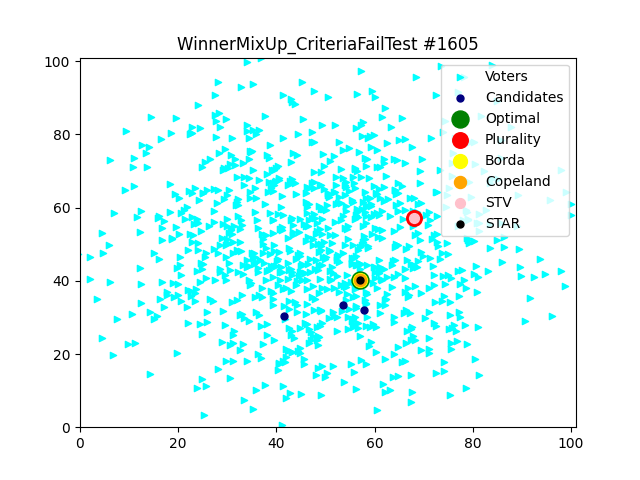 WinnerMixUp_CriteriaFailTest #1605
100
80
60
40
20
0
0 20 40 60 80 100
Voters
Candidates
Optimal
Plurality
Borda
Copeland
STV
STAR